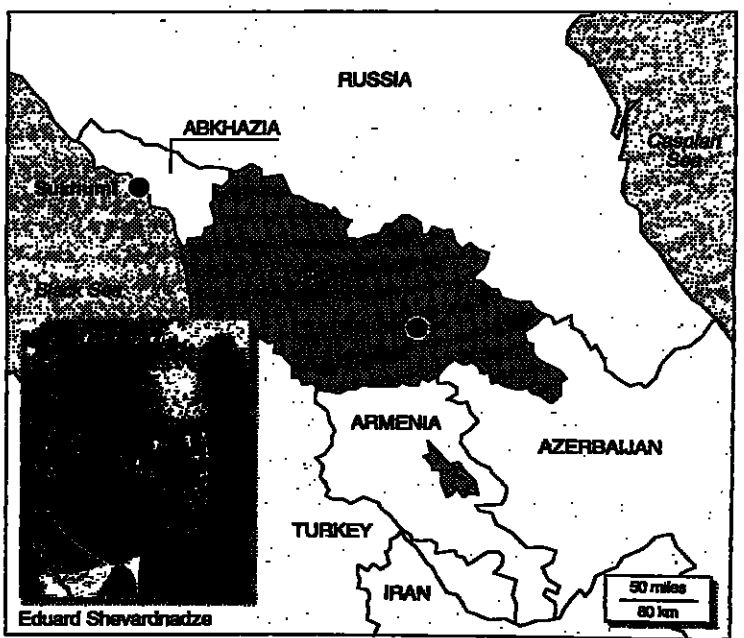 RUSSIA
ABKHAZIA
Caspian
Sea
Sukhumi
Black Sea
ARMENIA
AZERBAIJAN
TURKEY
IRAN
50 miles
80 km
Eduard Shevardnadze